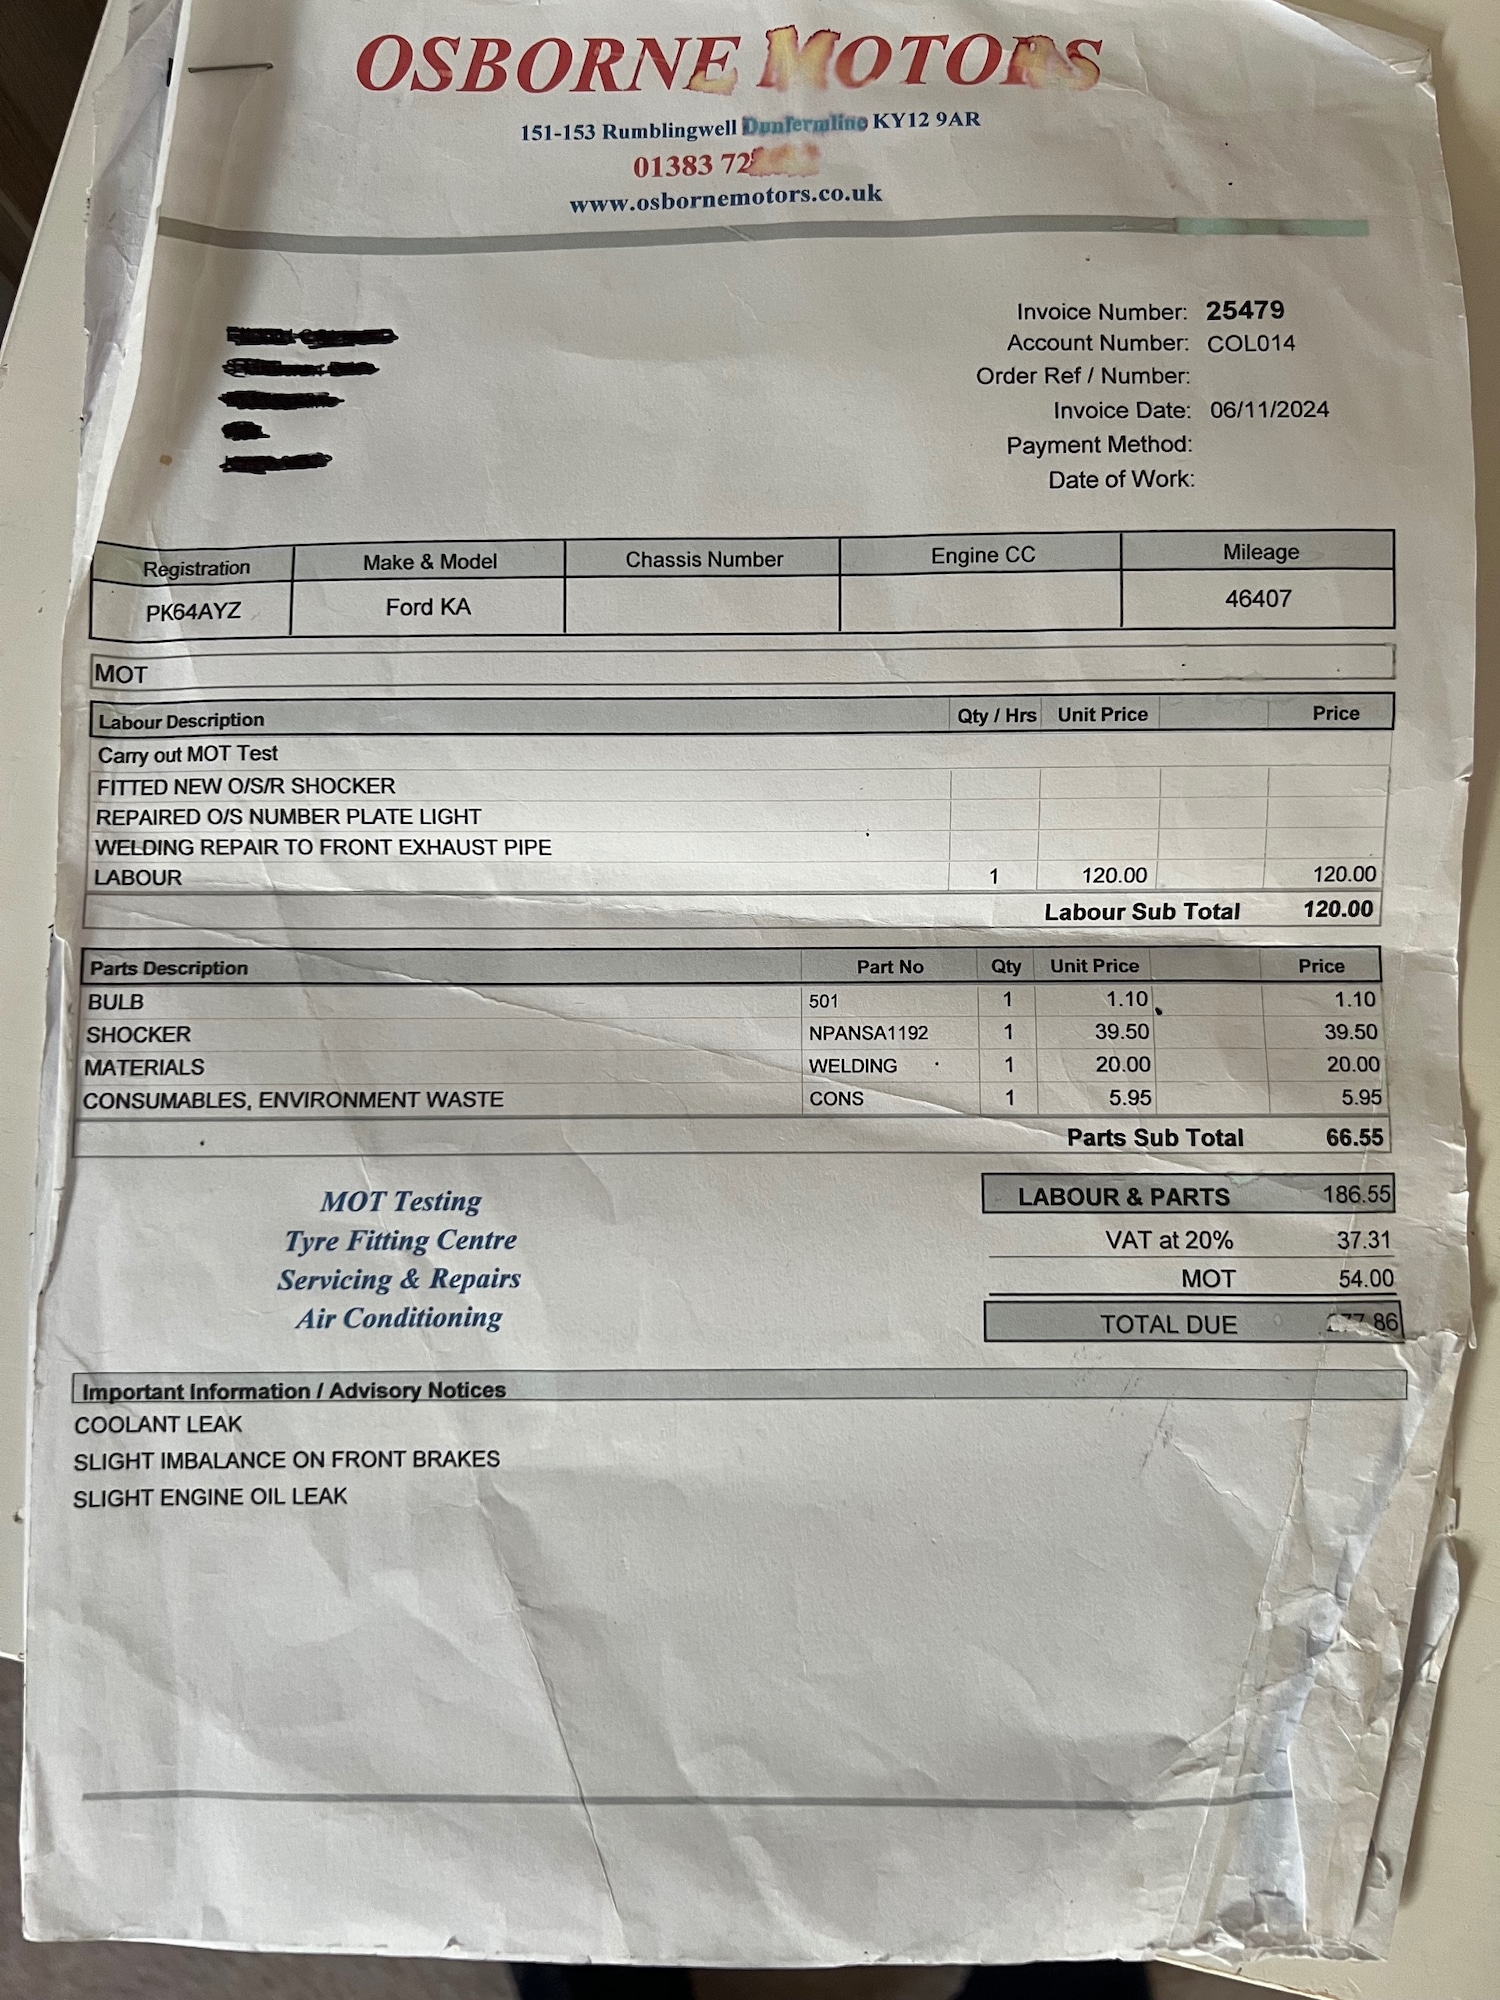 OSBORNE MOTORS
151-153 Rumblingwell Dunfermline KY12 9AR
01383 72
www.osbornemotors.co.uk
Invoice Number: 25479
Account Number: COL014
Order Ref / Number:
Invoice Date: 06/11/2024
Payment Method:
Date of Work:
Registration Make & Model Chassis Number Engine CC Mileage
PK64AYZ Ford KA 46407
MOT
Labour Description Qty / Hrs Unit Price Price
Carry out MOT Test
FITTED NEW O/S/R SHOCKER
REPAIRED O/S NUMBER PLATE LIGHT
WELDING REPAIR TO FRONT EXHAUST PIPE
LABOUR 1 120.00 120.00
Labour Sub Total 120.00
Parts Description Part No Qty Unit Price Price
BULB 501 1 1.10 1.10
SHOCKER NPANSA1192 1 39.50 39.50
MATERIALS WELDING 1 20.00 20.00
CONSUMABLES, ENVIRONMENT WASTE CONS 1 5.95 5.95
Parts Sub Total 66.55
MOT Testing
Tyre Fitting Centre
Servicing & Repairs
Air Conditioning
LABOUR & PARTS 186.55
VAT at 20% 37.31
MOT 54.00
TOTAL DUE
Important Information / Advisory Notices
COOLANT LEAK
SLIGHT IMBALANCE ON FRONT BRAKES
SLIGHT ENGINE OIL LEAK